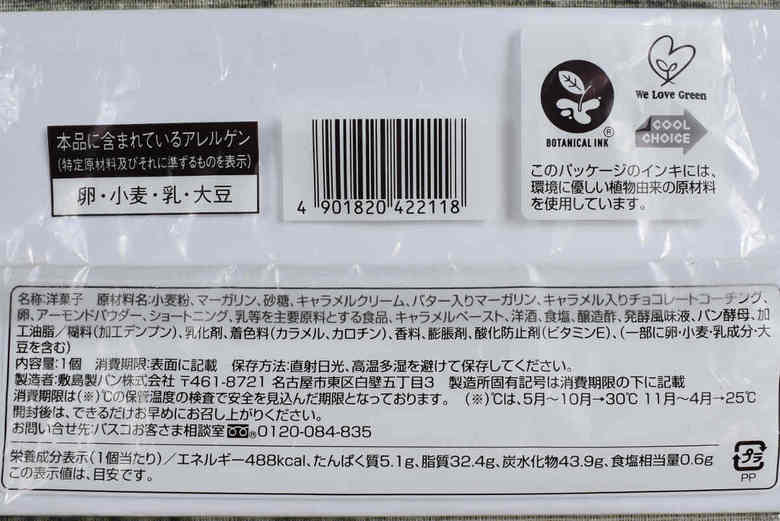 We Love Green
BOTANICAL INK ®
COOL CHOICE
このパッケージのインキには、
環境に優しい植物由来の原材料
を使用しています。
本品に含まれているアレルゲン
(特定原材料及びそれに準ずるものを表示)
卵・小麦・乳・大豆
4 901820 422118
名称:洋菓子 原材料名:小麦粉、マーガリン、砂糖、キャラメルクリーム、バター入りマーガリン、キャラメル入りチョコレートコーチング、
卵、アーモンドパウダー、ショートニング、乳等を主要原料とする食品、キャラメルペースト、洋酒、食塩、醸造酢、発酵風味液、パン酵母、加
工油脂/糊料(加工デンプン)、乳化剤、着色料(カラメル、カロチン)、香料、膨脹剤、酸化防止剤(ビタミンE)、(一部に卵・小麦・乳成分・大
豆を含む)
内容量:1個 消費期限:表面に記載 保存方法:直射日光、高温多湿を避けて保存してください。
製造者:敷島製パン株式会社 〒461-8721 名古屋市東区白壁五丁目3 製造所固有記号は消費期限の下に記載
消費期限は(※)℃の保管温度の検査で安全を見込んだ期限となっております。 (※)℃は、5月~10月→30℃ 11月~4月→25℃
開封後は、できるだけお早めにお召し上がりください。
お問い合せ先:パスコお客さま相談室 ® 0120-084-835
栄養成分表示(1個当たり)/エネルギー488kcal、たんぱく質5.1g、脂質32.4g、炭水化物43.9g、食塩相当量0.6g
この表示値は、目安です。
プラ
PP